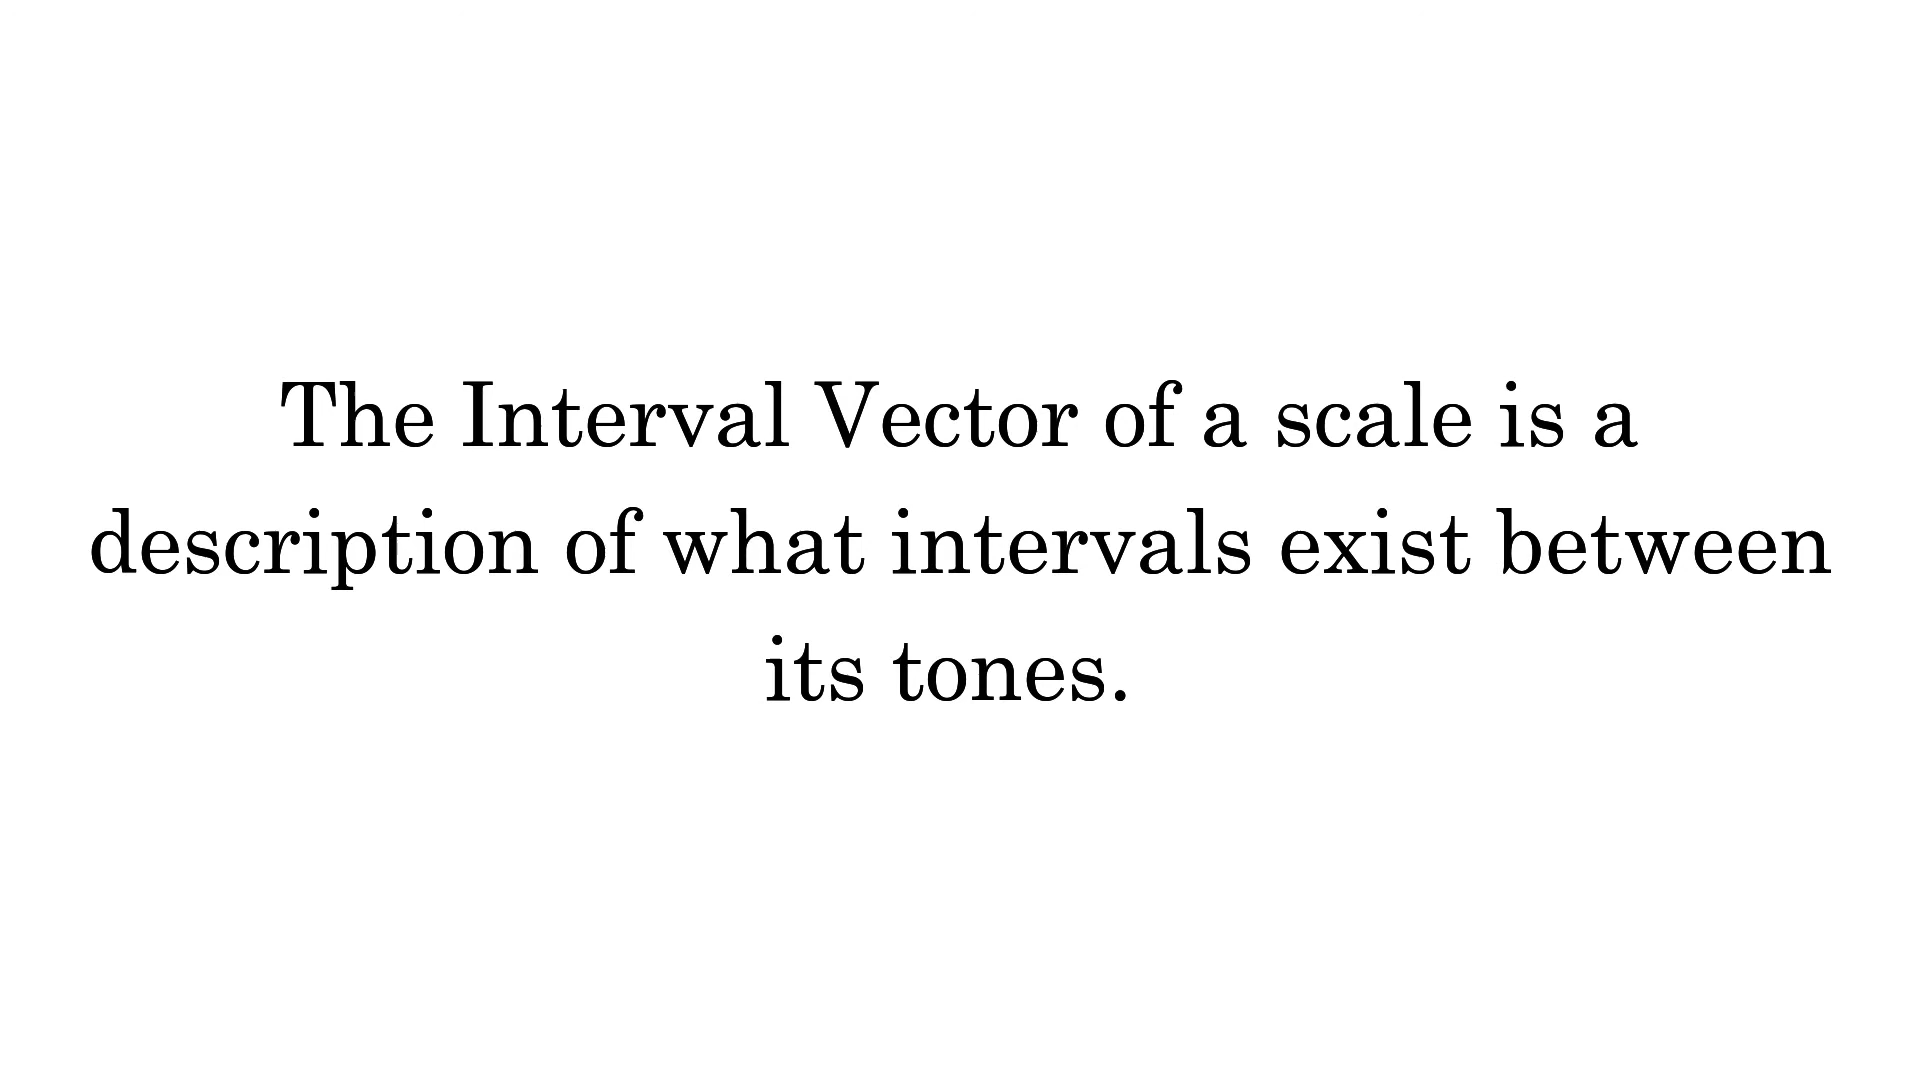 The Interval Vector of a scale is a
description of what intervals exist between
its tones.